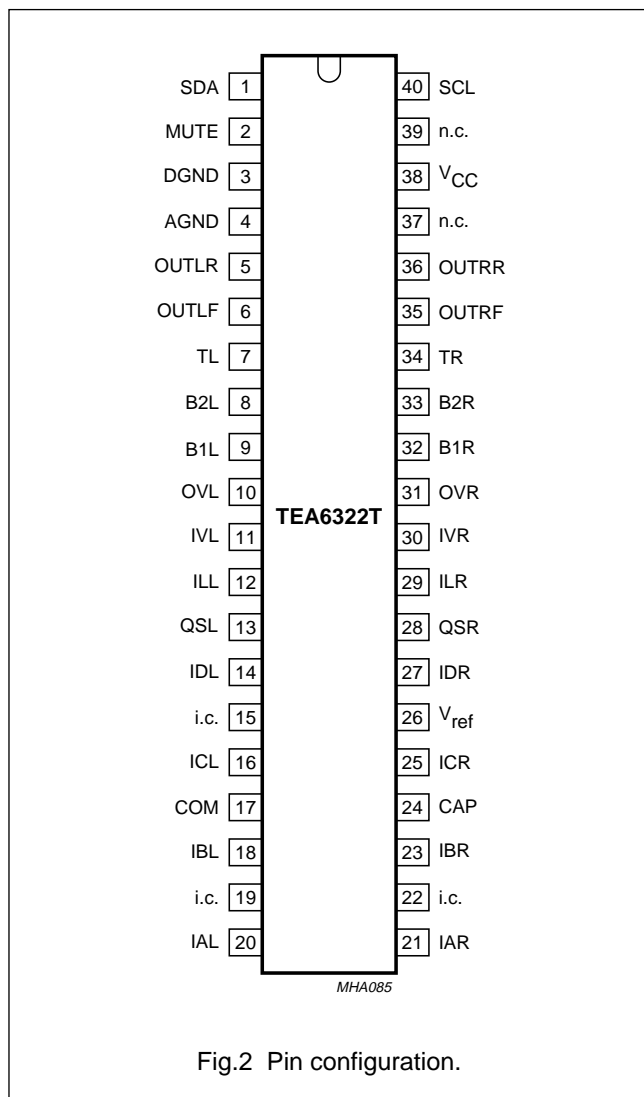 SDA 1 40 SCL
MUTE 2 39 n.c.
DGND 3 38 VCC
AGND 4 37 n.c.
OUTLR 5 36 OUTRR
OUTLF 6 35 OUTRF
TL 7 34 TR
B2L 8 33 B2R
B1L 9 32 B1R
OVL 10 31 OVR
TEA6322T
IVL 11 30 IVR
ILL 12 29 ILR
QSL 13 28 QSR
IDL 14 27 IDR
i.c. 15 26 Vref
ICL 16 25 ICR
COM 17 24 CAP
IBL 18 23 IBR
i.c. 19 22 i.c.
IAL 20 21 IAR
MHA085
Fig.2 Pin configuration.